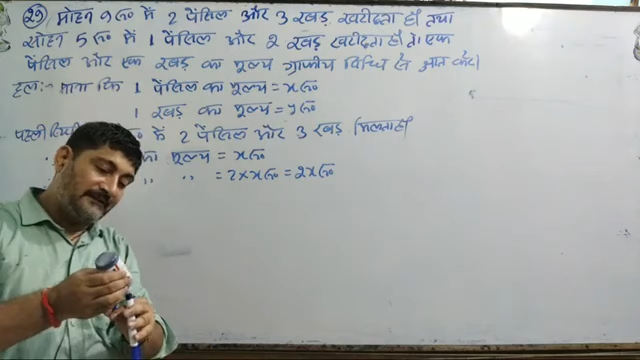 (29) मोहन 9 रु० में 2 पेंसिल और 3 रबड़ खरीदता है तथा
सोहन 5 रु० में 1 पेंसिल और 2 रबड़ खरीदता है तो एक
पेंसिल और एक रबड़ का मूल्य ग्राफीय विधि से ज्ञात करें।
हल:- माना कि 1 पेंसिल का मूल्य = x रु०
1 रबड़ का मूल्य = y रु०
पहली में 2 पेंसिल और 3 रबड़ मिलता है
मूल्य = x रु०
,, ,, = 2 × x रु० = 2x रु०